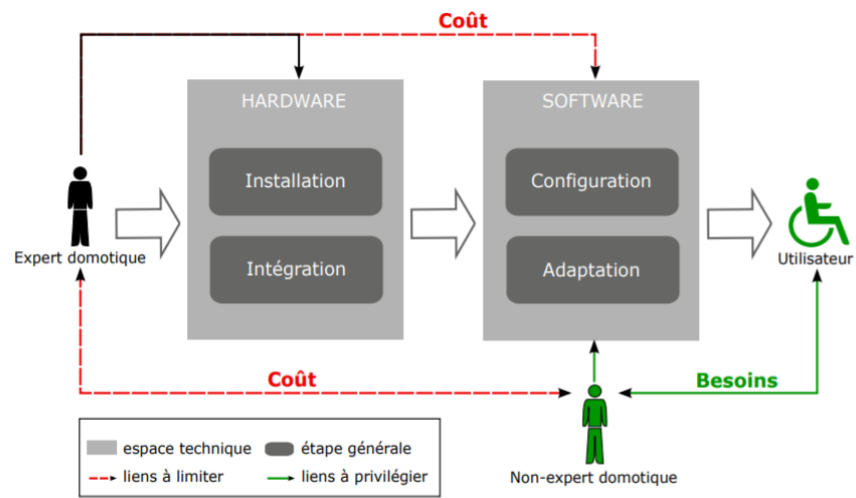 Coût
HARDWARE
SOFTWARE
Installation
Configuration
Intégration
Adaptation
Expert domotique
Utilisateur
Coût
Besoins
espace technique
étape générale
liens à limiter
liens à privilégier
Non-expert domotique